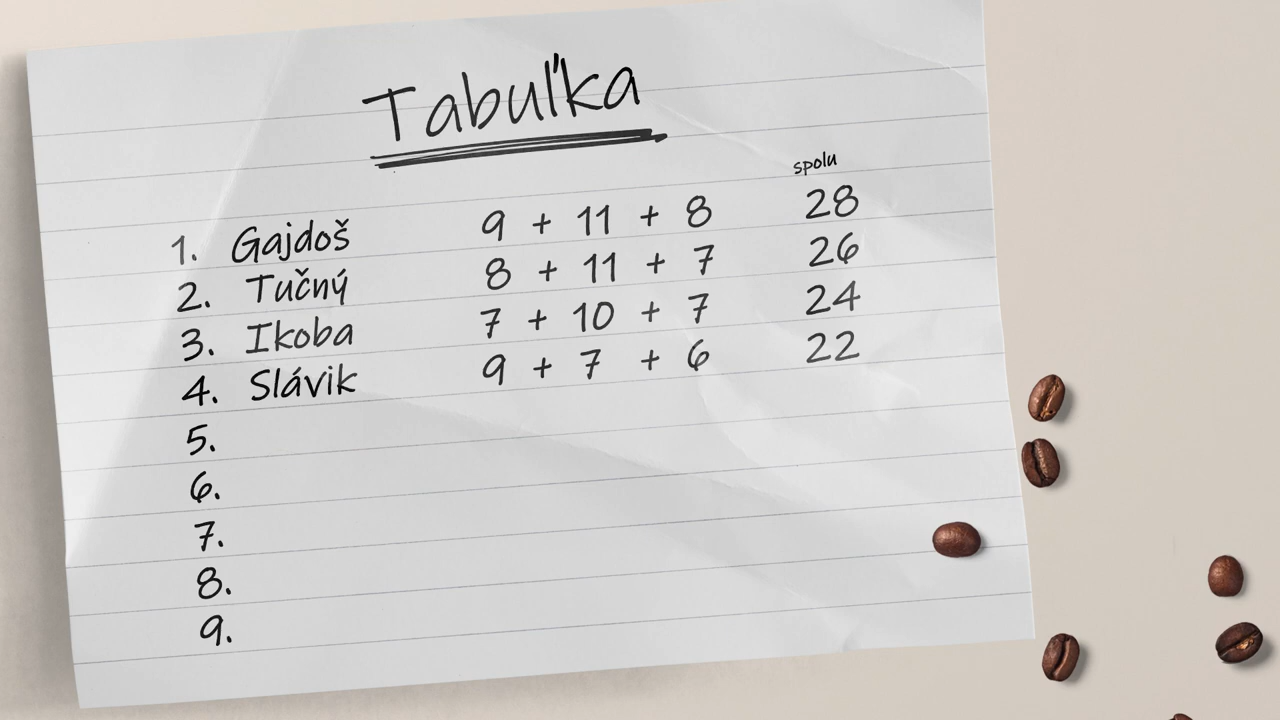 Tabuľka
spolu
1. Gajdoš 9 + 11 + 8 28
2. Tučný 8 + 11 + 7 26
3. Ikoba 7 + 10 + 7 24
4. Slávik 9 + 7 + 6 22
5.
6.
7.
8.
9.